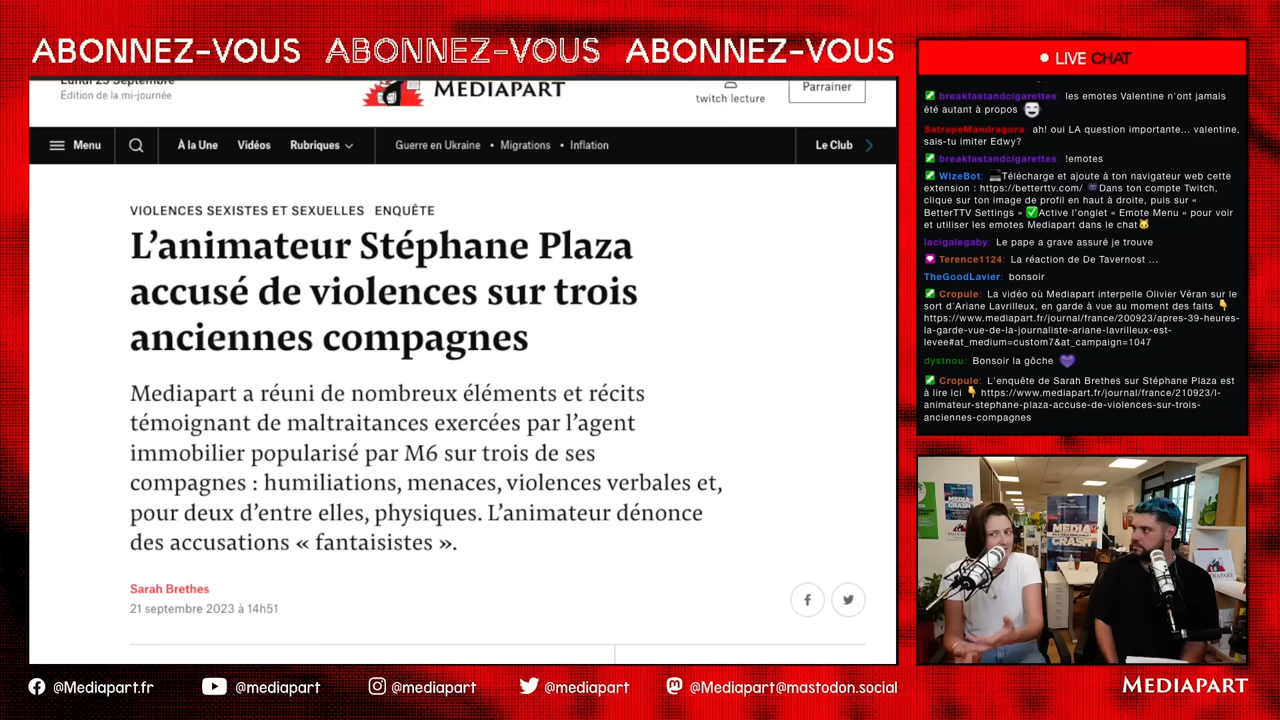 ABONNEZ-VOUS ABONNEZ-VOUS ABONNEZ-VOUS
Lundi 25 Septembre
Édition de la mi-journée
MEDIAPART
twitch lecture
Parrainer
Menu
À la Une Vidéos Rubriques
Guerre en Ukraine • Migrations • Inflation
Le Club
VIOLENCES SEXISTES ET SEXUELLES ENQUÊTE
L'animateur Stéphane Plaza
accusé de violences sur trois
anciennes compagnes
Mediapart a réuni de nombreux éléments et récits
témoignant de maltraitances exercées par l'agent
immobilier popularisé par M6 sur trois de ses
compagnes : humiliations, menaces, violences verbales et,
pour deux d'entre elles, physiques. L'animateur dénonce
des accusations « fantaisistes ».
Sarah Brethes
21 septembre 2023 à 14h51
LIVE CHAT
breakfastandcigarettes: les emotes Valentine n'ont jamais
été autant à propos
SatrapeMandragora: ah! oui LA question importante... valentine,
sais-tu imiter Edwy?
breakfastandcigarettes: !emotes
WizeBot: Télécharge et ajoute à ton navigateur web cette
extension : https://betterttv.com/ Dans ton compte Twitch,
clique sur ton image de profil en haut à droite, puis sur «
BetterTTV Settings » Active l'onglet « Emote Menu » pour voir
et utiliser les emotes Mediapart dans le chat
lacigalegaby: Le pape a grave assuré je trouve
Terence1124: La réaction de De Tavernost ...
TheGoodLavier: bonsoir
Cropule: La vidéo où Mediapart interpelle Olivier Véran sur le
sort d'Ariane Lavrilleux, en garde à vue au moment des faits
https://www.mediapart.fr/journal/france/200923/apres-39-heures-
la-garde-vue-de-la-journaliste-ariane-lavrilleux-est-
levee#at_medium=custom7&at_campaign=1047
dystnou: Bonsoir la gôche
Cropule: L'enquête de Sarah Brethes sur Stéphane Plaza est
à lire ici https://www.mediapart.fr/journal/france/210923/l-
animateur-stephane-plaza-accuse-de-violences-sur-trois-
anciennes-compagnes
MEDIA
CRASH
@Mediapart.fr @mediapart @mediapart @mediapart @Mediapart@mastodon.social
MEDIAPART